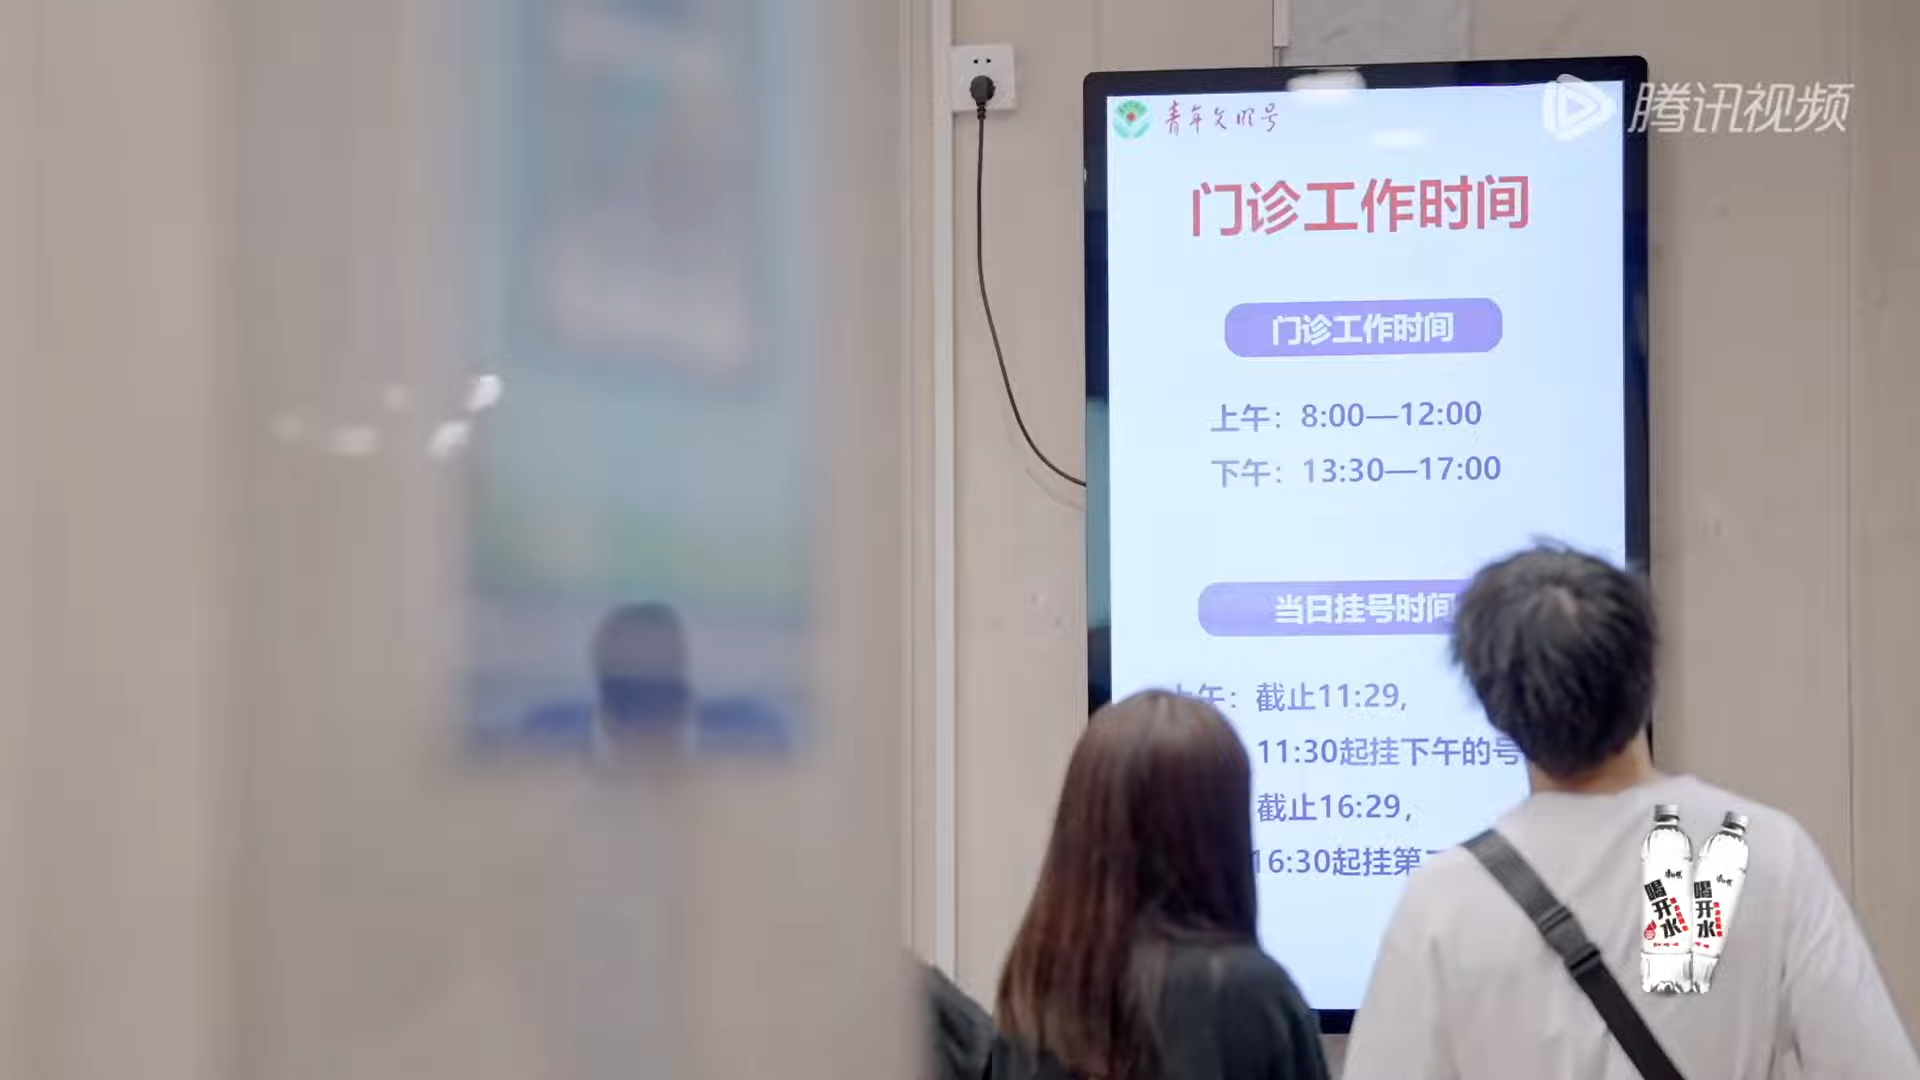 腾讯视频
青年文明号
门诊工作时间
门诊工作时间
上午：8:00—12:00
下午：13:30—17:00
当日挂号时间
上午：截止11:29,
11:30起挂下午的号
截止16:29,
16:30起挂第
喝开水
喝开水